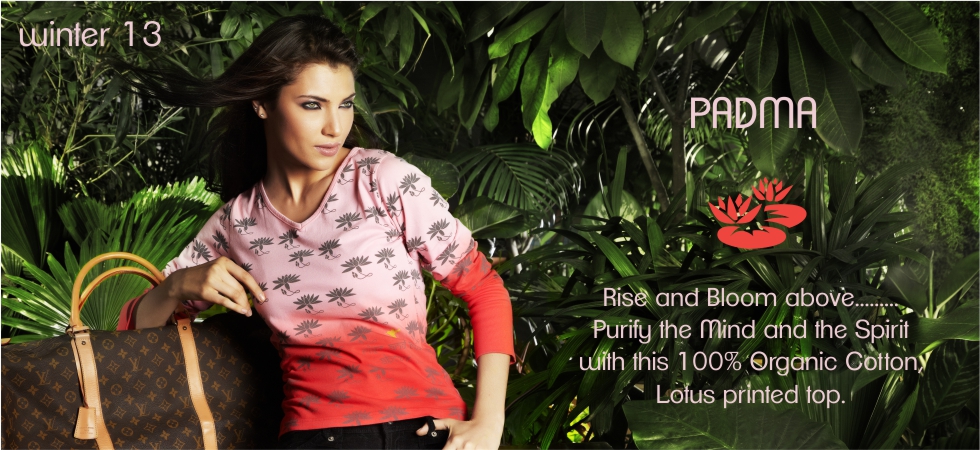 winter 13
PADMA
Rise and Bloom above.........
Purify the Mind and the Spirit
with this 100% Organic Cotton,
Lotus printed top.